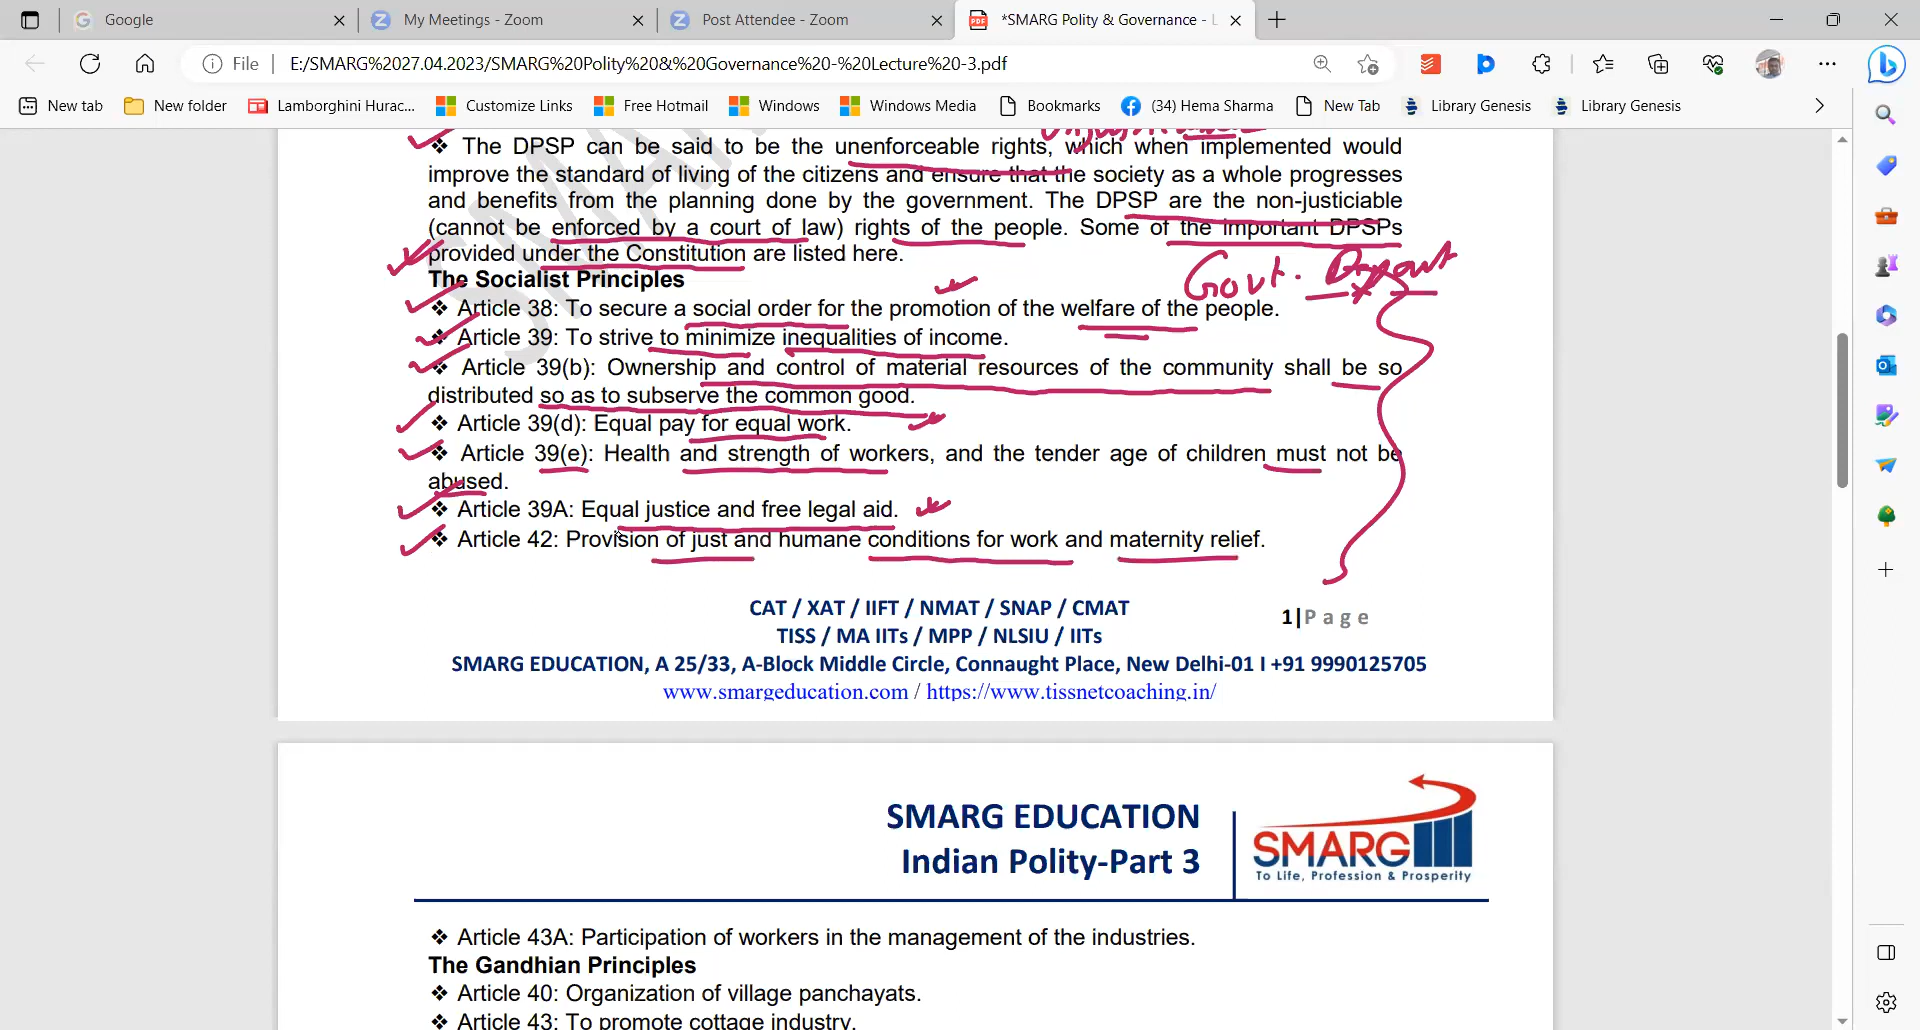 Google
My Meetings - Zoom
Post Attendee - Zoom
*SMARG Polity & Governance - L
File
E:/SMARG%2027.04.2023/SMARG%20Polity%20&%20Governance%20-%20Lecture%20-3.pdf
New tab
New folder
Lamborghini Hurac...
Customize Links
Free Hotmail
Windows
Windows Media
Bookmarks
(34) Hema Sharma
New Tab
Library Genesis
Library Genesis
❖ The DPSP can be said to be the unenforceable rights, which when implemented would
improve the standard of living of the citizens and ensure that the society as a whole progresses
and benefits from the planning done by the government. The DPSP are the non-justiciable
(cannot be enforced by a court of law) rights of the people. Some of the important DPSPs
provided under the Constitution are listed here.
The Socialist Principles
Govt.
❖ Article 38: To secure a social order for the promotion of the welfare of the people.
❖ Article 39: To strive to minimize inequalities of income.
❖ Article 39(b): Ownership and control of material resources of the community shall be so
distributed so as to subserve the common good.
❖ Article 39(d): Equal pay for equal work.
❖ Article 39(e): Health and strength of workers, and the tender age of children must not be
abused.
❖ Article 39A: Equal justice and free legal aid.
❖ Article 42: Provision of just and humane conditions for work and maternity relief.
CAT / XAT / IIFT / NMAT / SNAP / CMAT
1|Page
TISS / MA IITs / MPP / NLSIU / IITs
SMARG EDUCATION, A 25/33, A-Block Middle Circle, Connaught Place, New Delhi-01 I +91 9990125705
www.smargeducation.com / https://www.tissnetcoaching.in/
SMARG EDUCATION
Indian Polity-Part 3
SMARG
To Life, Profession & Prosperity
❖ Article 43A: Participation of workers in the management of the industries.
The Gandhian Principles
❖ Article 40: Organization of village panchayats.
❖ Article 43: To promote cottage industry.